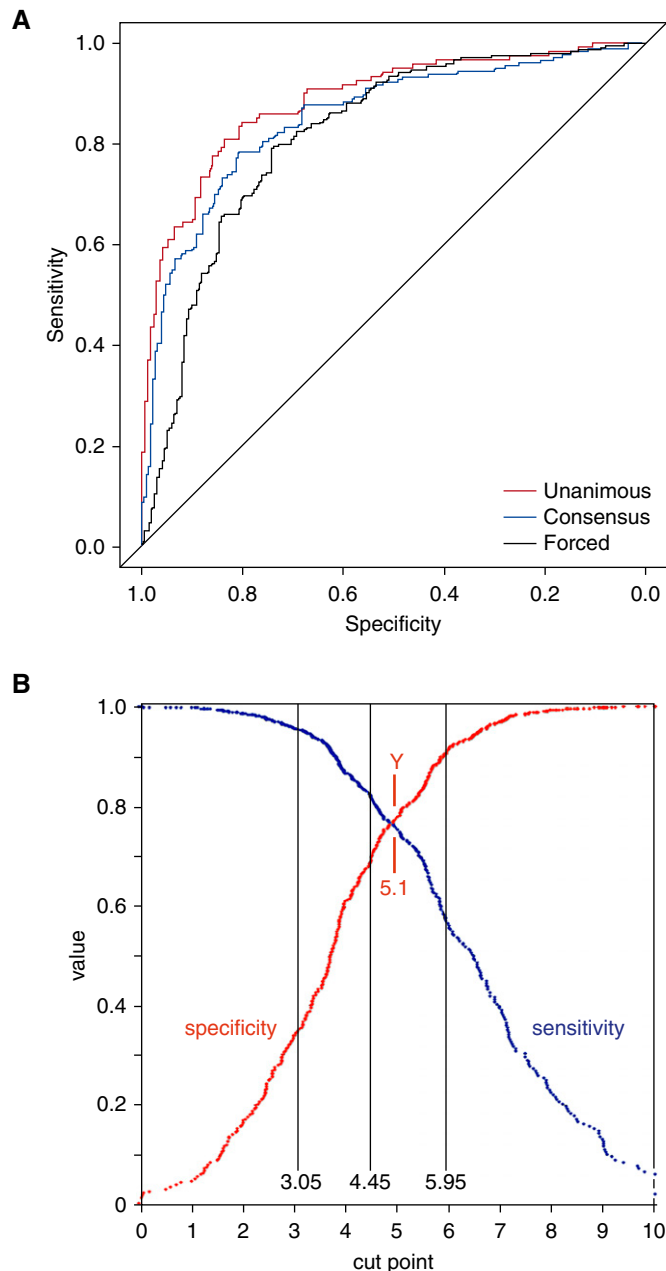 A
1.0
0.8
0.6
0.4
0.2
0.0
Sensitivity
Unanimous
Consensus
Forced
1.0 0.8 0.6 0.4 0.2 0.0
Specificity
B
1.0
0.8
0.6
0.4
0.2
0
value
Y
5.1
specificity
sensitivity
3.05 4.45 5.95
0 1 2 3 4 5 6 7 8 9 10
cut point